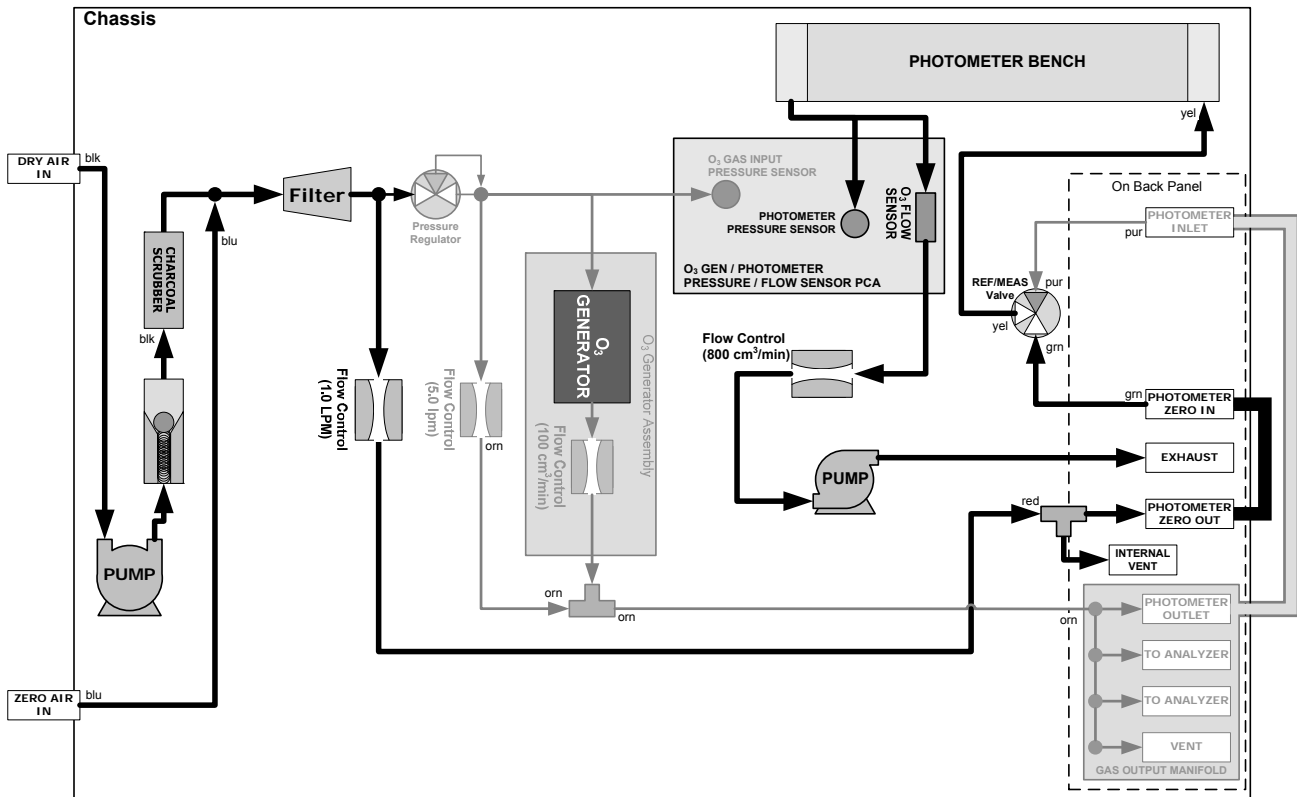 Chassis
PHOTOMETER BENCH
yel
DRY AIR
IN
blk
CHARCOAL
SCRUBBER
blk
PUMP
blu
Filter
Pressure
Regulator
O₃ GAS INPUT
PRESSURE SENSOR
PHOTOMETER
PRESSURE SENSOR
O₃ FLOW
SENSOR
O₃ GEN / PHOTOMETER
PRESSURE / FLOW SENSOR PCA
On Back Panel
PHOTOMETER
INLET
pur
pur
REF/MEAS
Valve
yel
grn
grn
PHOTOMETER
ZERO IN
EXHAUST
red
PHOTOMETER
ZERO OUT
INTERNAL
VENT
Flow Control
(1.0 LPM)
Flow Control
(5.0 lpm)
orn
O₃
GENERATOR
O₃ Generator Assembly
Flow Control
(100 cm³/min)
Flow Control
(800 cm³/min)
PUMP
orn
orn
orn
PHOTOMETER
OUTLET
TO ANALYZER
TO ANALYZER
VENT
GAS OUTPUT MANIFOLD
ZERO AIR
IN
blu